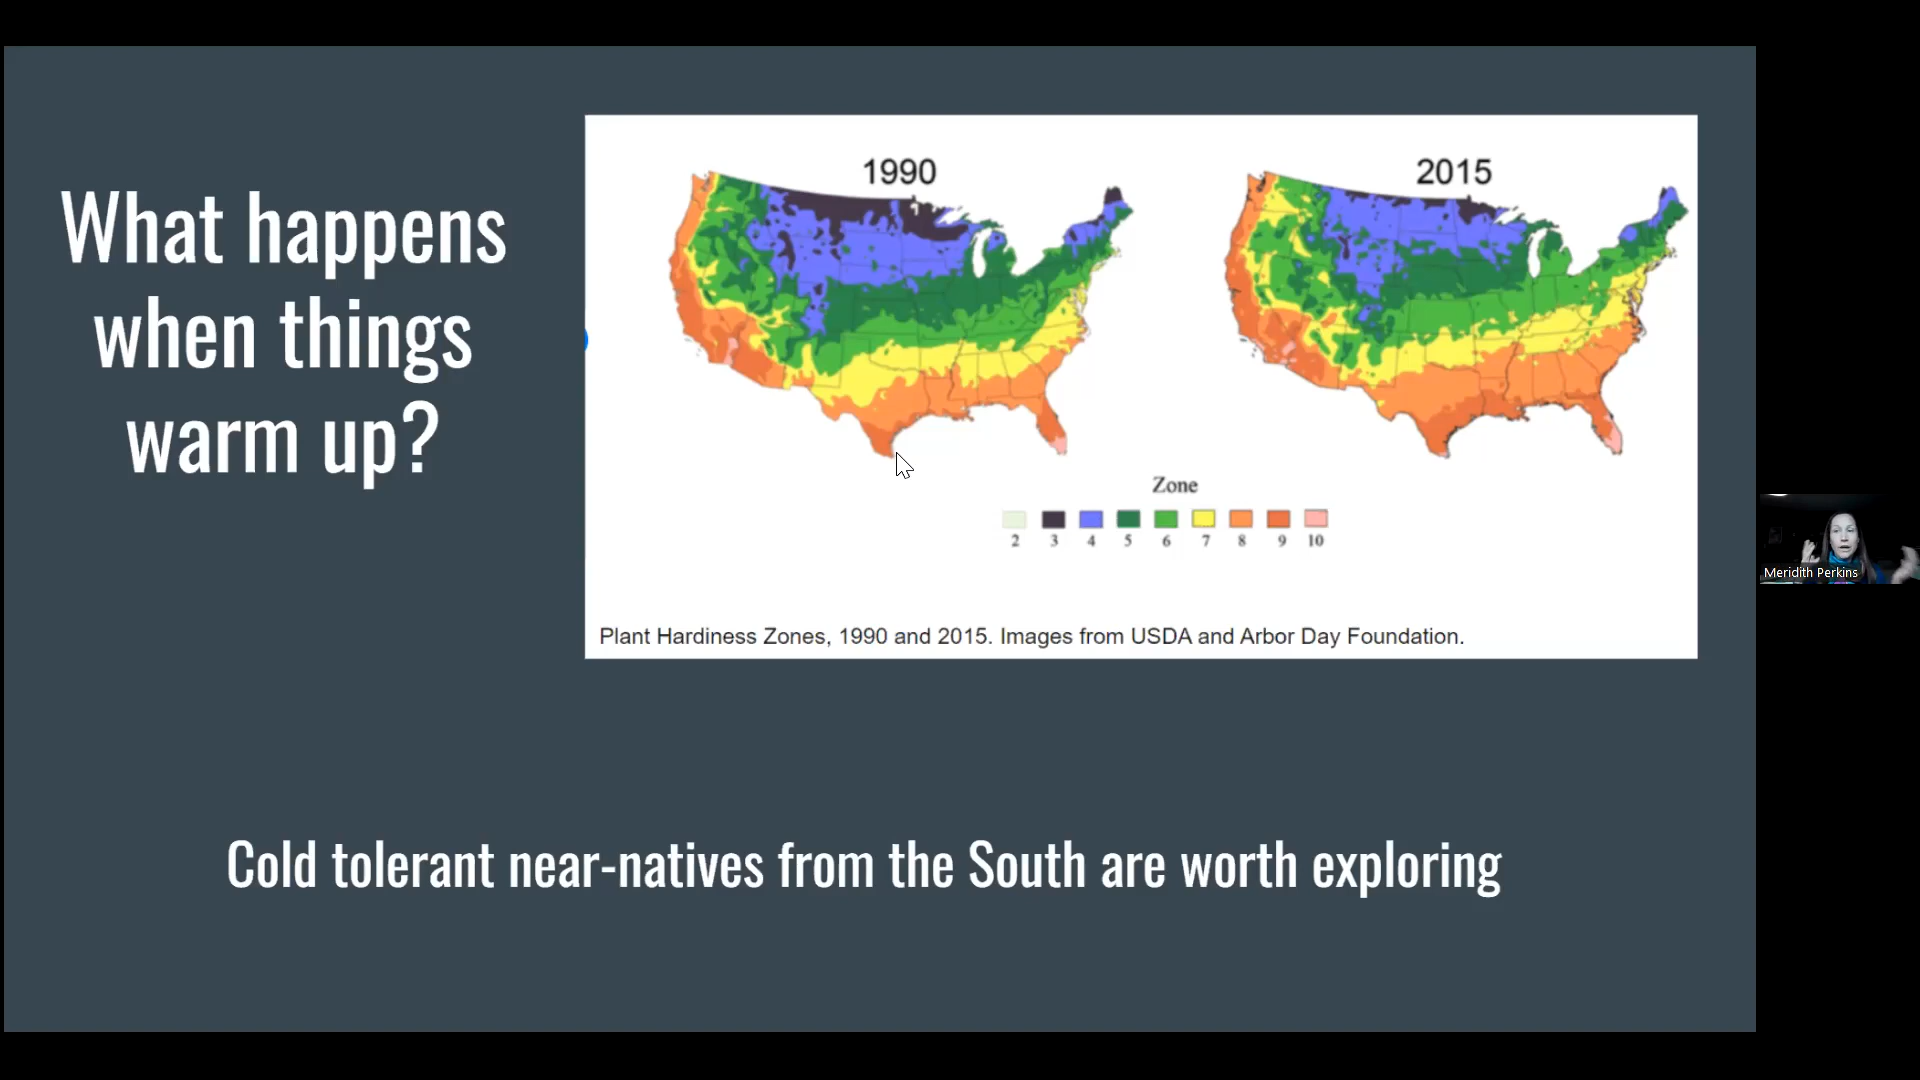 What happens
when things
warm up?
1990
2015
Zone
2 3 4 5 6 7 8 9 10
Plant Hardiness Zones, 1990 and 2015. Images from USDA and Arbor Day Foundation.
Cold tolerant near-natives from the South are worth exploring
Meridith Perkins